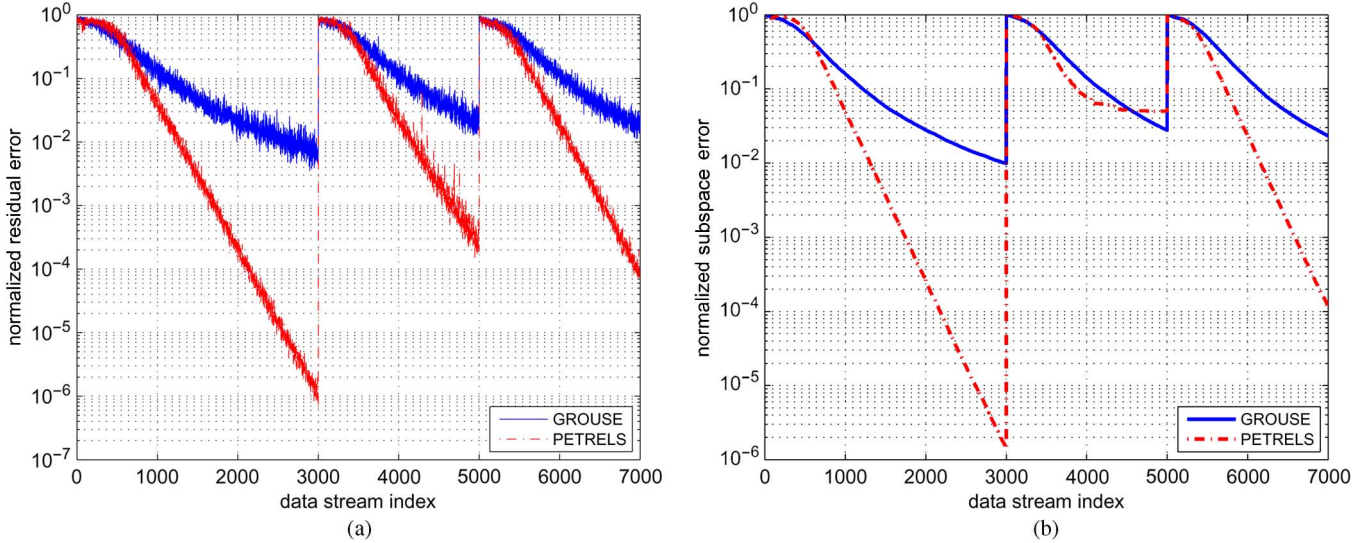 normalized residual error
10^0
10^-1
10^-2
10^-3
10^-4
10^-5
10^-6
10^-7
0 1000 2000 3000 4000 5000 6000 7000
data stream index
GROUSE
PETRELS
(a)
normalized subspace error
10^0
10^-1
10^-2
10^-3
10^-4
10^-5
10^-6
0 1000 2000 3000 4000 5000 6000 7000
data stream index
GROUSE
PETRELS
(b)